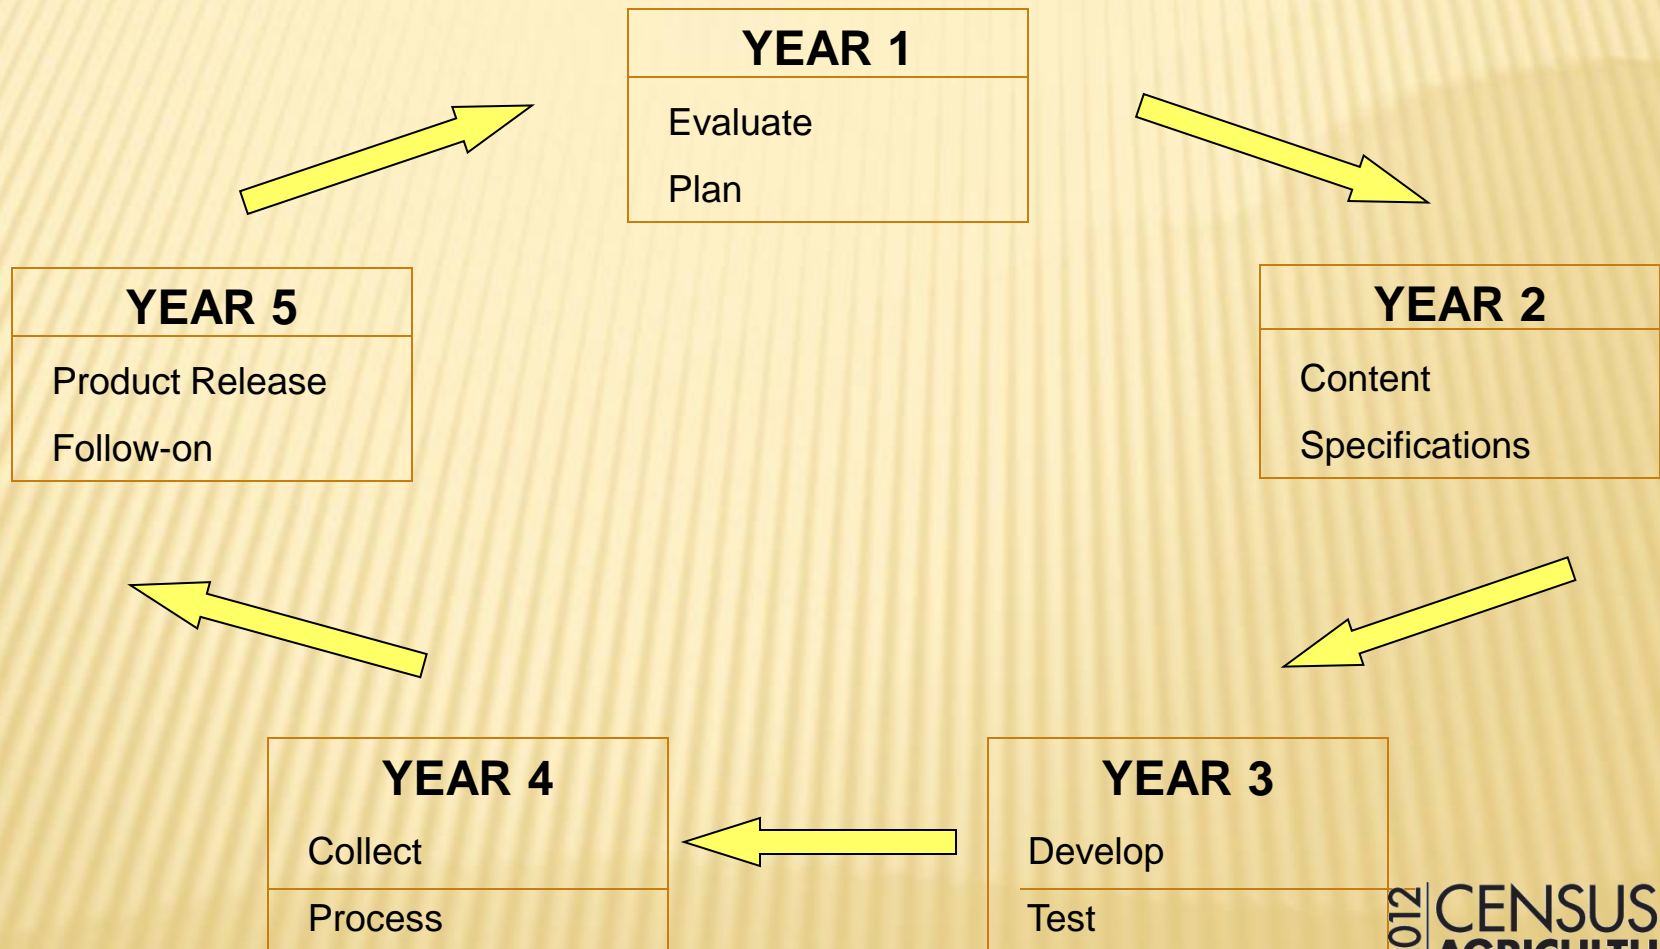 YEAR 1
Evaluate
Plan
YEAR 2
Content
Specifications
YEAR 3
Develop
Test
YEAR 4
Collect
Process
YEAR 5
Product Release
Follow-on
CENSUS